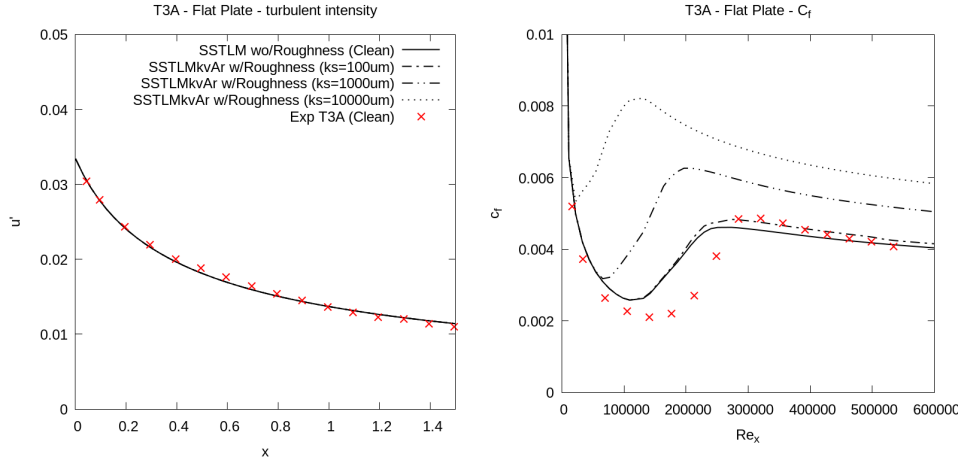 T3A - Flat Plate - turbulent intensity
0.05
0.04
0.03
0.02
0.01
0
u'
SSTLM wo/Roughness (Clean)
SSTLMkvAr w/Roughness (ks=100um)
SSTLMkvAr w/Roughness (ks=1000um)
SSTLMkvAr w/Roughness (ks=10000um)
Exp T3A (Clean)
0 0.2 0.4 0.6 0.8 1 1.2 1.4
x
T3A - Flat Plate - Cf
0.01
0.008
0.006
0.004
0.002
0
cf
0 100000 200000 300000 400000 500000 600000
Rex